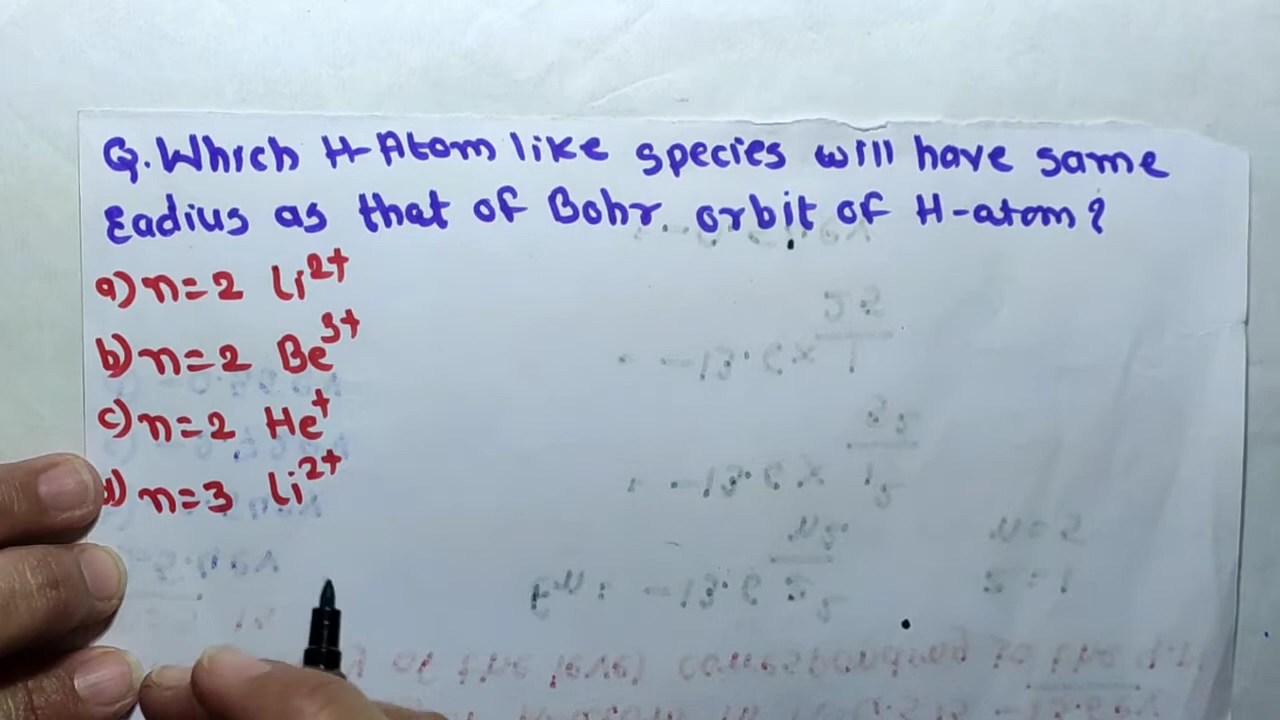 Q. Which H-Atom like species will have same
radius as that of Bohr orbit of H-atom?
a) n=2 Li²⁺
b) n=2 Be³⁺
c) n=2 He⁺
d) n=3 Li²⁺